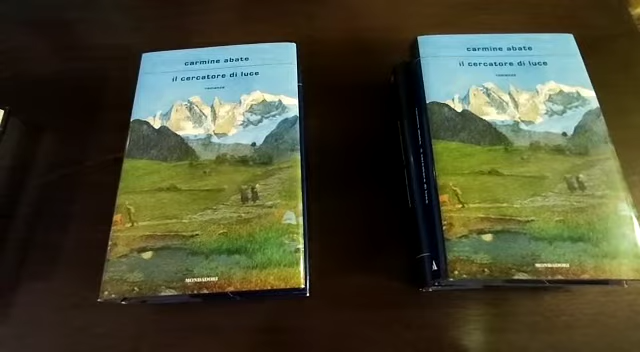 carmine abate
il cercatore di luce
romanzo
MONDADORI
carmine abate
il cercatore di luce
romanzo
MONDADORI